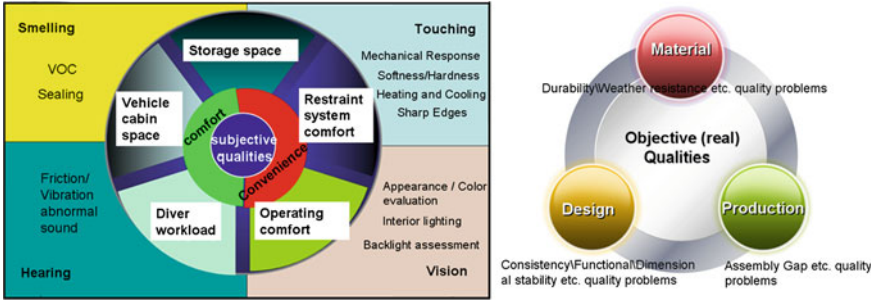 Smelling
VOC
Sealing
Touching
Mechanical Response
Softness/Hardness
Heating and Cooling
Sharp Edges
Storage space
Vehicle
cabin
space
Restraint
system
comfort
comfort
subjective
qualities
Convenience
Diver
workload
Operating
comfort
Friction/
Vibration
abnormal
sound
Hearing
Appearance / Color
evaluation
Interior lighting
Backlight assessment
Vision
Material
Durability\Weather resistance etc. quality problems
Objective (real)
Qualities
Design
Consistency\Functional\Dimension
al stability etc. quality problems
Production
Assembly Gap etc. quality
problems